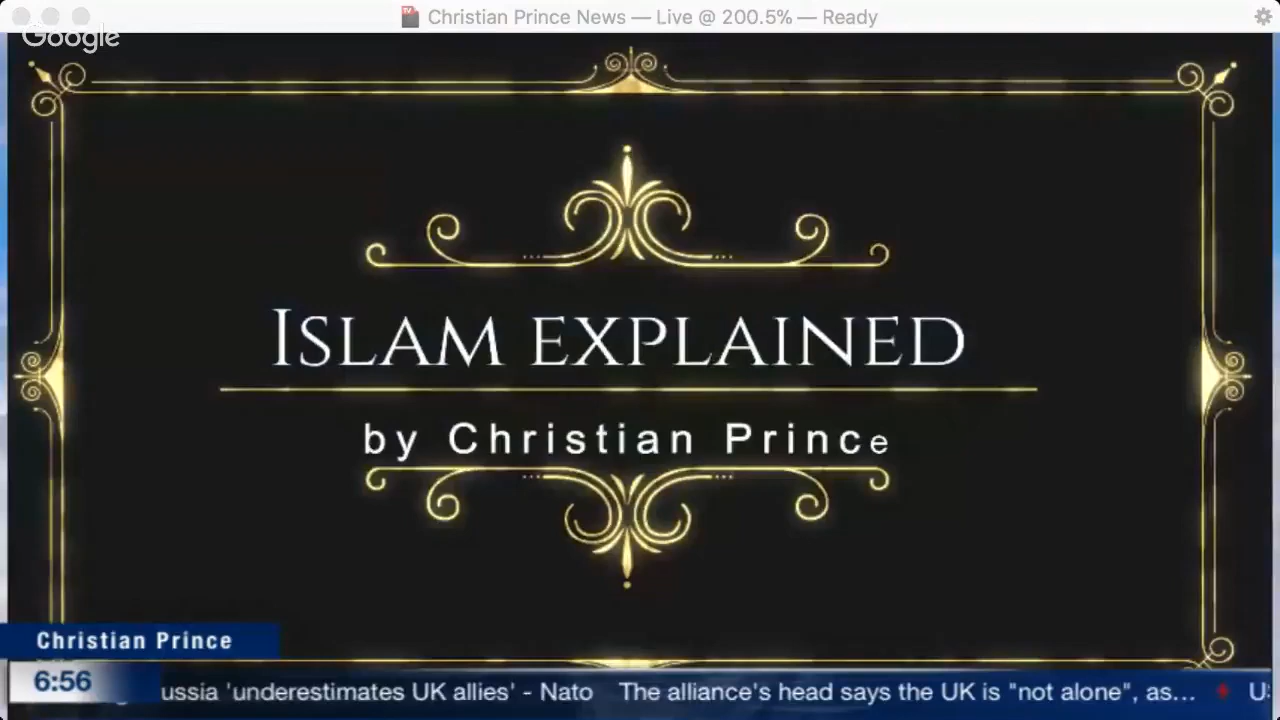 Christian Prince News — Live @ 200.5% — Ready
Google
ISLAM EXPLAINED
by Christian Prince
Christian Prince
6:56
ussia 'underestimates UK allies' - Nato The alliance's head says the UK is "not alone", as... U